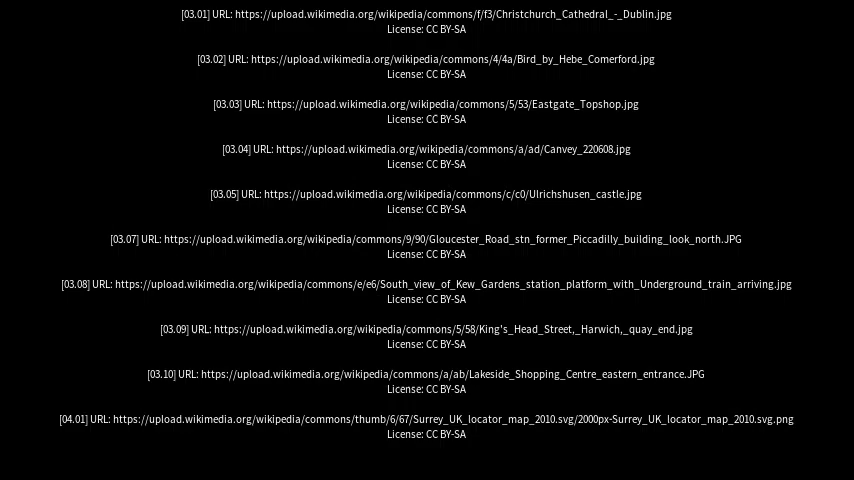 [03.01] URL: https://upload.wikimedia.org/wikipedia/commons/f/f3/Christchurch_Cathedral_-_Dublin.jpg
License: CC BY-SA
[03.02] URL: https://upload.wikimedia.org/wikipedia/commons/4/4a/Bird_by_Hebe_Comerford.jpg
License: CC BY-SA
[03.03] URL: https://upload.wikimedia.org/wikipedia/commons/5/53/Eastgate_Topshop.jpg
License: CC BY-SA
[03.04] URL: https://upload.wikimedia.org/wikipedia/commons/a/ad/Canvey_220608.jpg
License: CC BY-SA
[03.05] URL: https://upload.wikimedia.org/wikipedia/commons/c/c0/Ulrichshusen_castle.jpg
License: CC BY-SA
[03.07] URL: https://upload.wikimedia.org/wikipedia/commons/9/90/Gloucester_Road_stn_former_Piccadilly_building_look_north.JPG
License: CC BY-SA
[03.08] URL: https://upload.wikimedia.org/wikipedia/commons/e/e6/South_view_of_Kew_Gardens_station_platform_with_Underground_train_arriving.jpg
License: CC BY-SA
[03.09] URL: https://upload.wikimedia.org/wikipedia/commons/5/58/King's_Head_Street,_Harwich,_quay_end.jpg
License: CC BY-SA
[03.10] URL: https://upload.wikimedia.org/wikipedia/commons/a/ab/Lakeside_Shopping_Centre_eastern_entrance.JPG
License: CC BY-SA
[04.01] URL: https://upload.wikimedia.org/wikipedia/commons/thumb/6/67/Surrey_UK_locator_map_2010.svg/2000px-Surrey_UK_locator_map_2010.svg.png
License: CC BY-SA